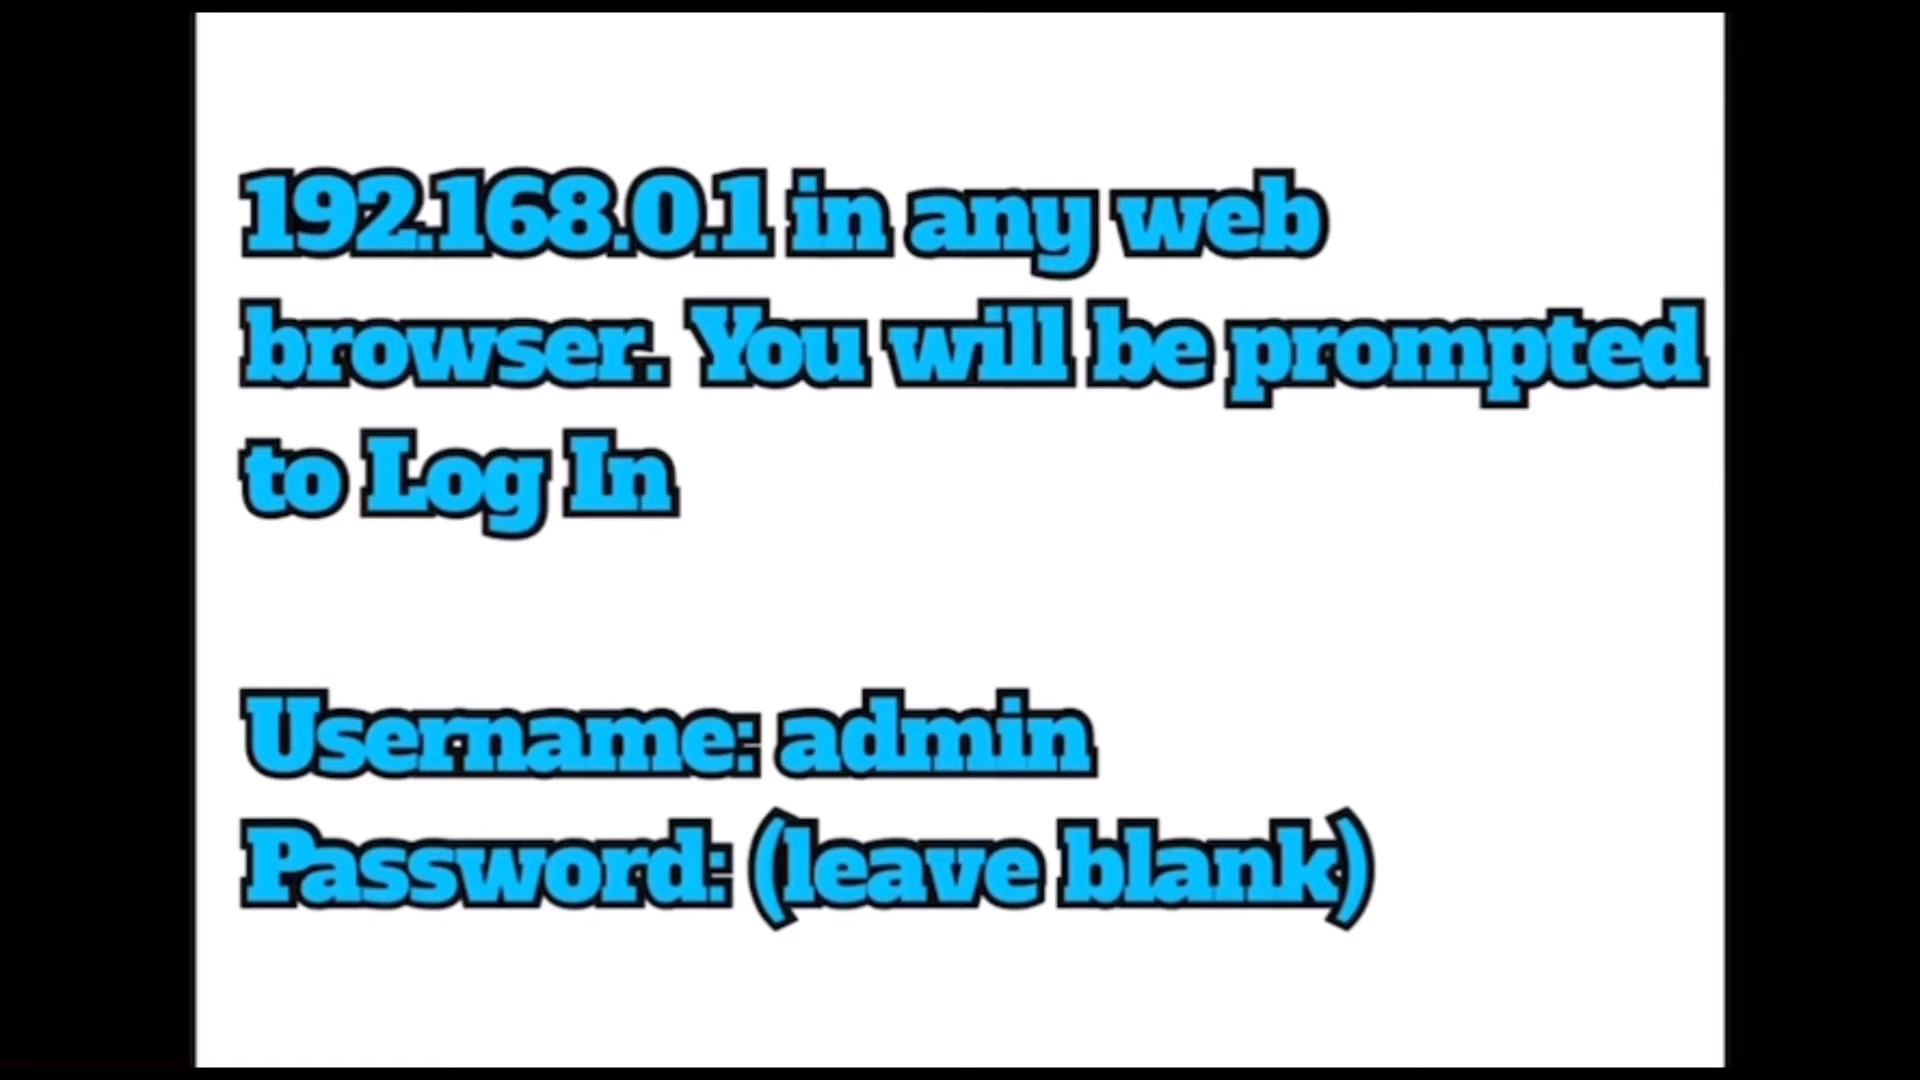 192.168.0.1 in any web
browser. You will be prompted
to Log In
Username: admin
Password: (leave blank)